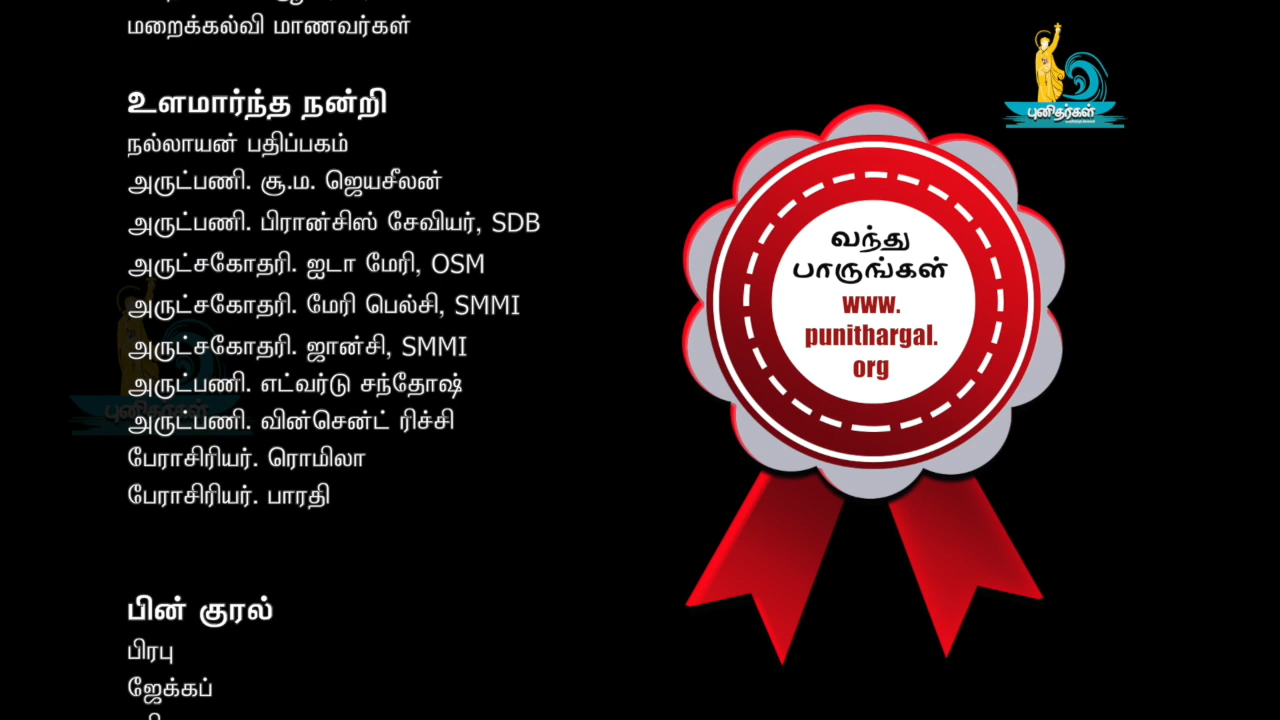 மறைக்கல்வி மாணவர்கள்
உளமார்ந்த நன்றி
நல்லாயன் பதிப்பகம்
அருட்பணி. சூ.ம. ஜெயசீலன்
அருட்பணி. பிரான்சிஸ் சேவியர், SDB
அருட்சகோதரி. ஐடா மேரி, OSM
அருட்சகோதரி. மேரி பெல்சி, SMMI
அருட்சகோதரி. ஜான்சி, SMMI
அருட்பணி. எட்வர்டு சந்தோஷ்
அருட்பணி. வின்சென்ட் ரிச்சி
பேராசிரியர். ரொமிலா
பேராசிரியர். பாரதி
பின் குரல்
பிரபு
ஜேக்கப்
புனிதர்கள்
வந்து
பாருங்கள்
www.
punithargal.
org
புனிதர்கள்